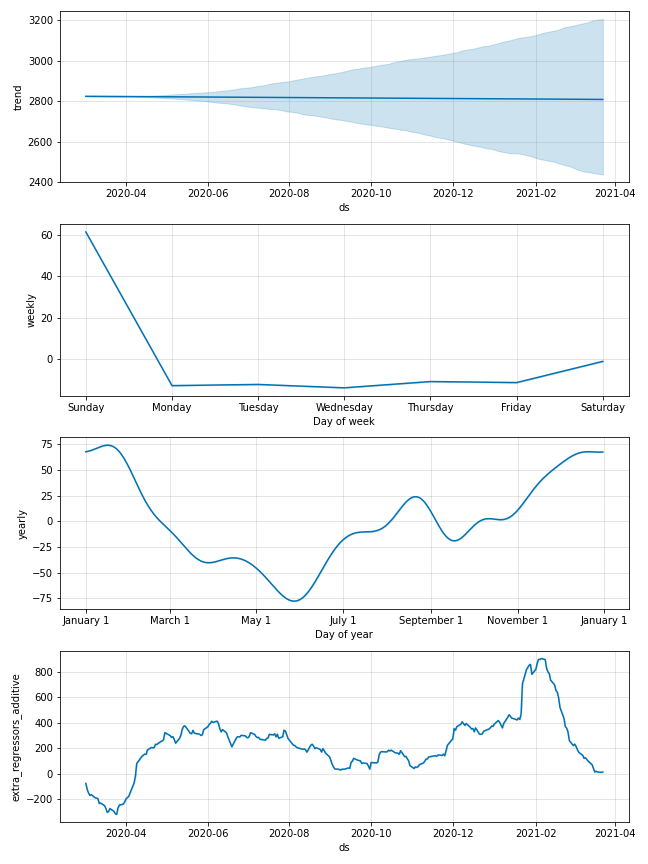 3200
3000
2800
2600
2400
trend
2020-04 2020-06 2020-08 2020-10 2020-12 2021-02 2021-04
ds
60
40
20
0
weekly
Sunday Monday Tuesday Wednesday Thursday Friday Saturday
Day of week
75
50
25
0
−25
−50
−75
yearly
January 1 March 1 May 1 July 1 September 1 November 1 January 1
Day of year
800
600
400
200
0
−200
extra_regressors_additive
2020-04 2020-06 2020-08 2020-10 2020-12 2021-02 2021-04
ds